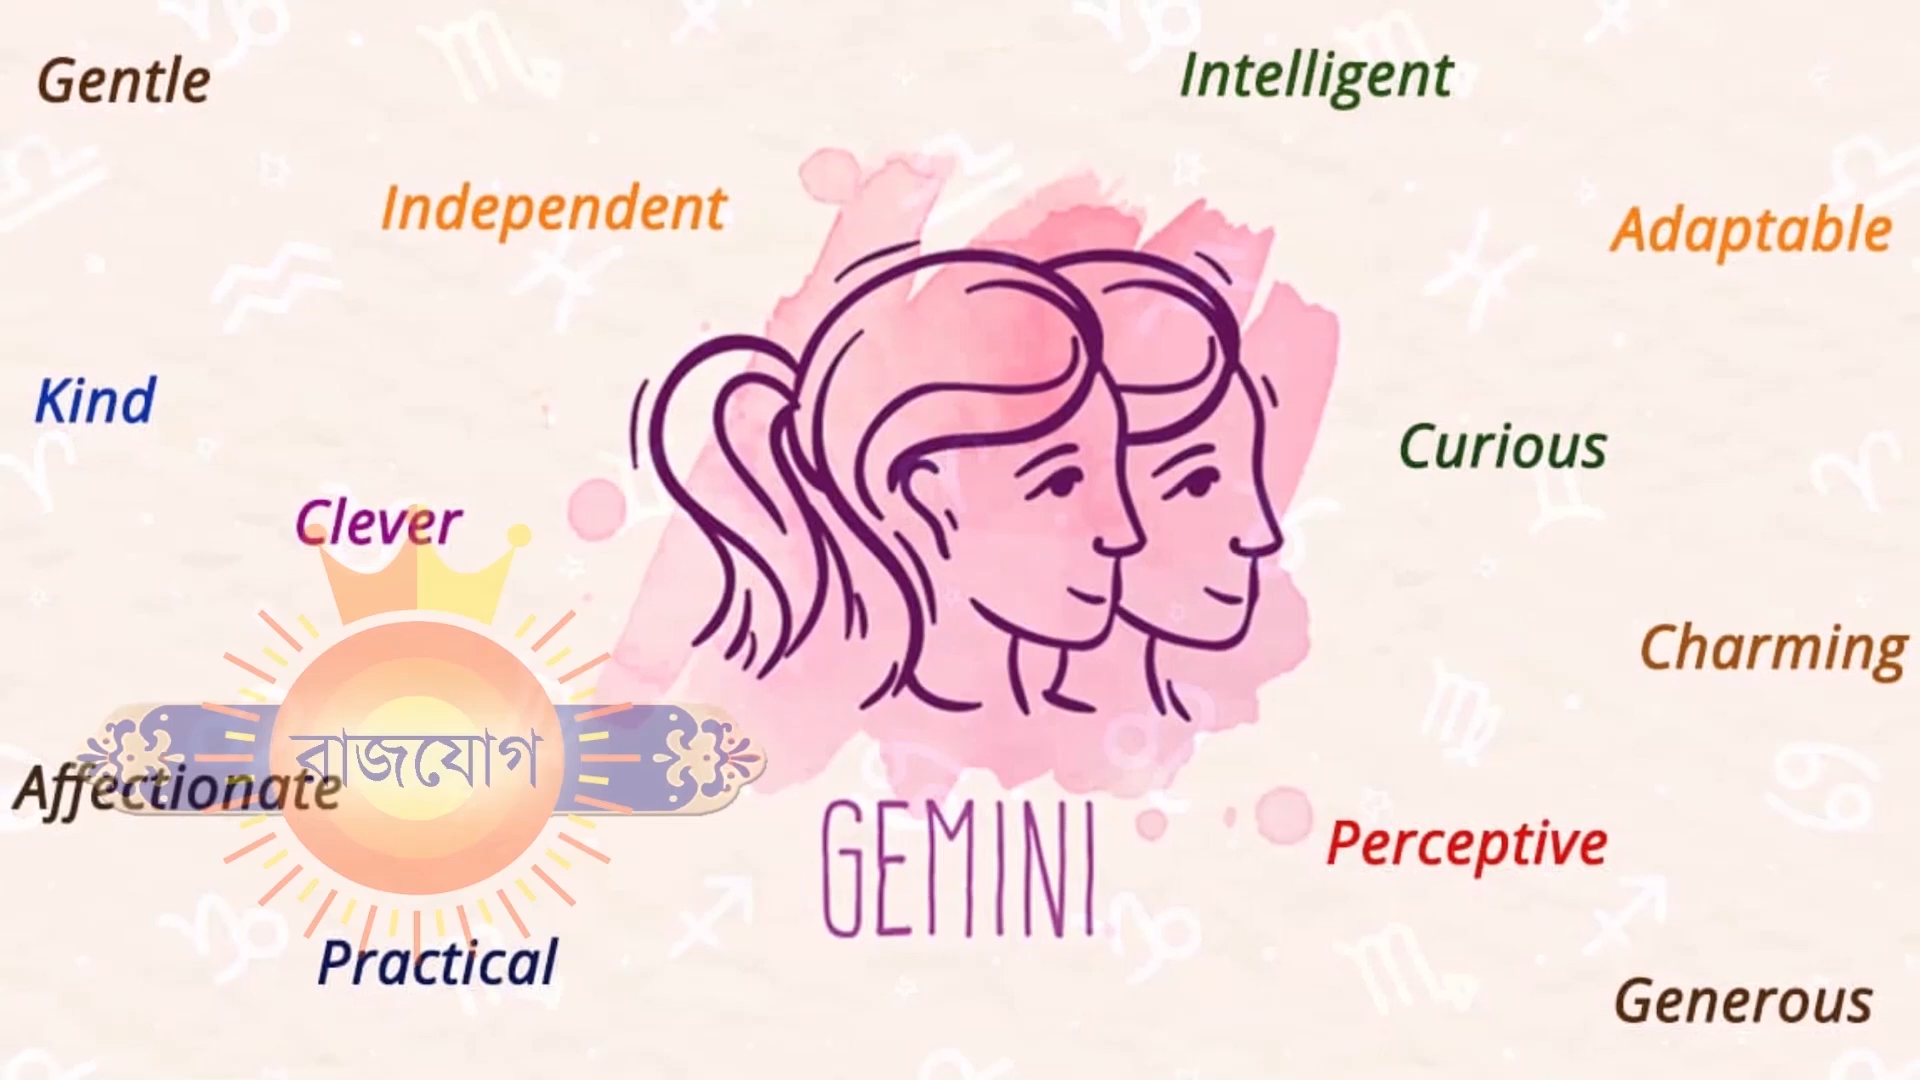 Gentle
Intelligent
Independent
Adaptable
Kind
Curious
Clever
Charming
রাজযোগ
Affectionate
GEMINI
Perceptive
Practical
Generous